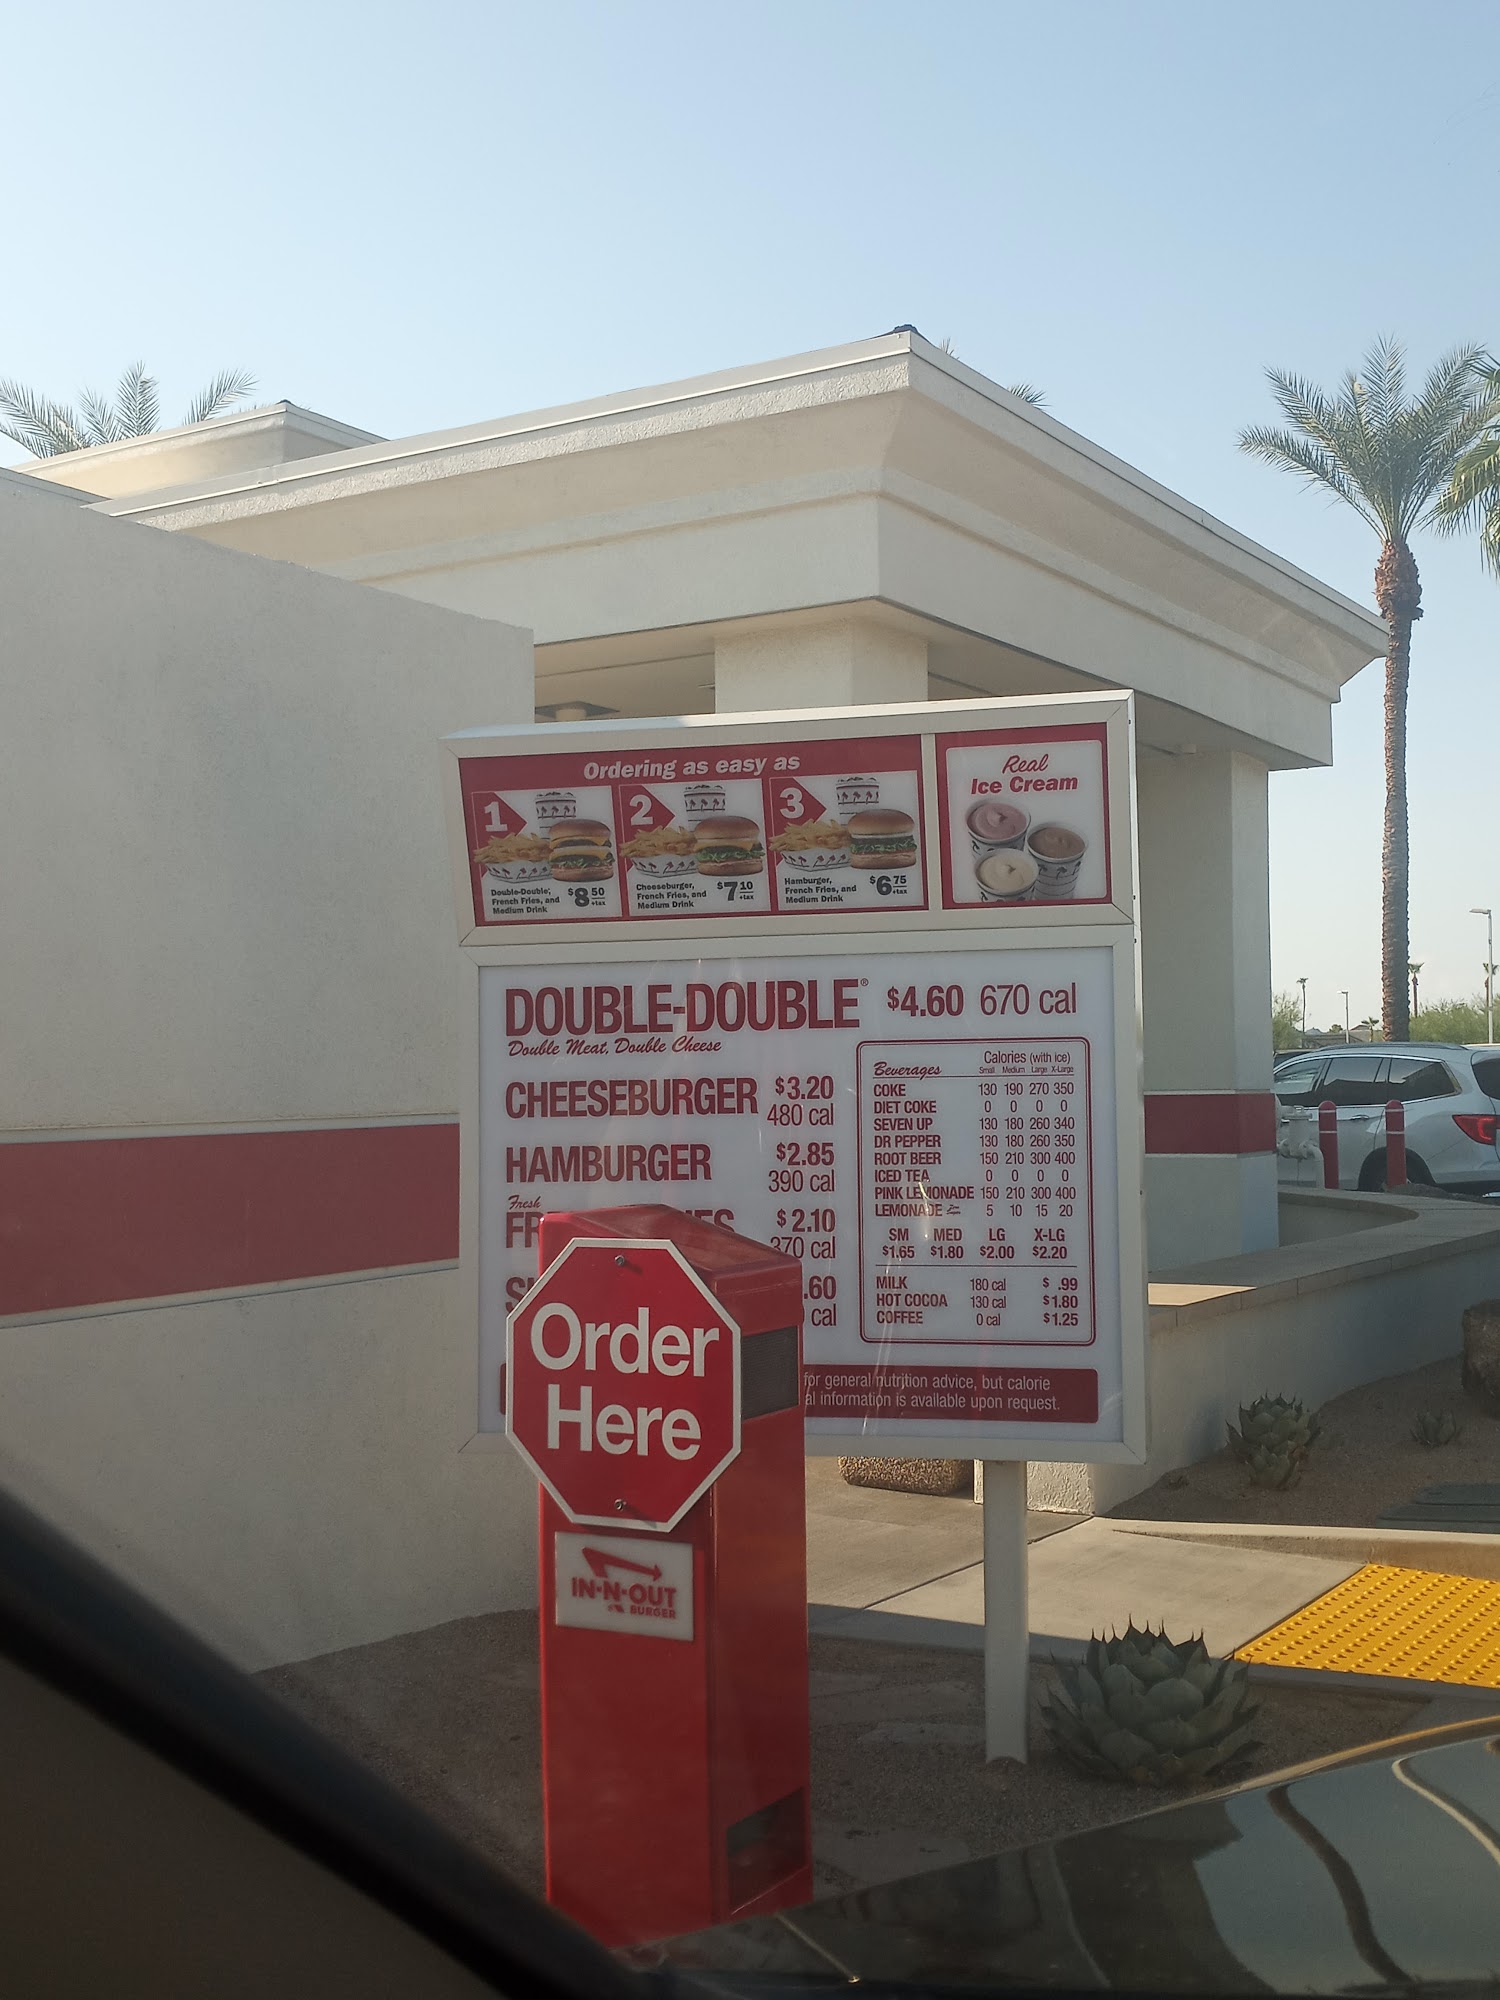 Ordering as easy as
1
Double-Double,
French Fries, and
Medium Drink
$8 50
+tax
2
Cheeseburger,
French Fries, and
Medium Drink
$7 10
+tax
3
Hamburger,
French Fries, and
Medium Drink
$6 75
+tax
Real
Ice Cream
DOUBLE-DOUBLE® $4.60 670 cal
Double Meat, Double Cheese
CHEESEBURGER $3.20
480 cal
HAMBURGER $2.85
390 cal
Fresh
$2.10
370 cal
.60
cal
Beverages
Calories (with ice)
Small Medium Large X-Large
COKE 130 190 270 350
DIET COKE 0 0 0 0
SEVEN UP 130 180 260 340
DR PEPPER 130 180 260 350
ROOT BEER 150 210 300 400
ICED TEA 0 0 0 0
PINK LEMONADE 150 210 300 400
LEMONADE 5 10 15 20
SM MED LG X-LG
$1.65 $1.80 $2.00 $2.20
MILK 180 cal $ .99
HOT COCOA 130 cal $1.80
COFFEE 0 cal $1.25
for general nutrition advice, but calorie
information is available upon request.
Order
Here
IN-N-OUT
BURGER